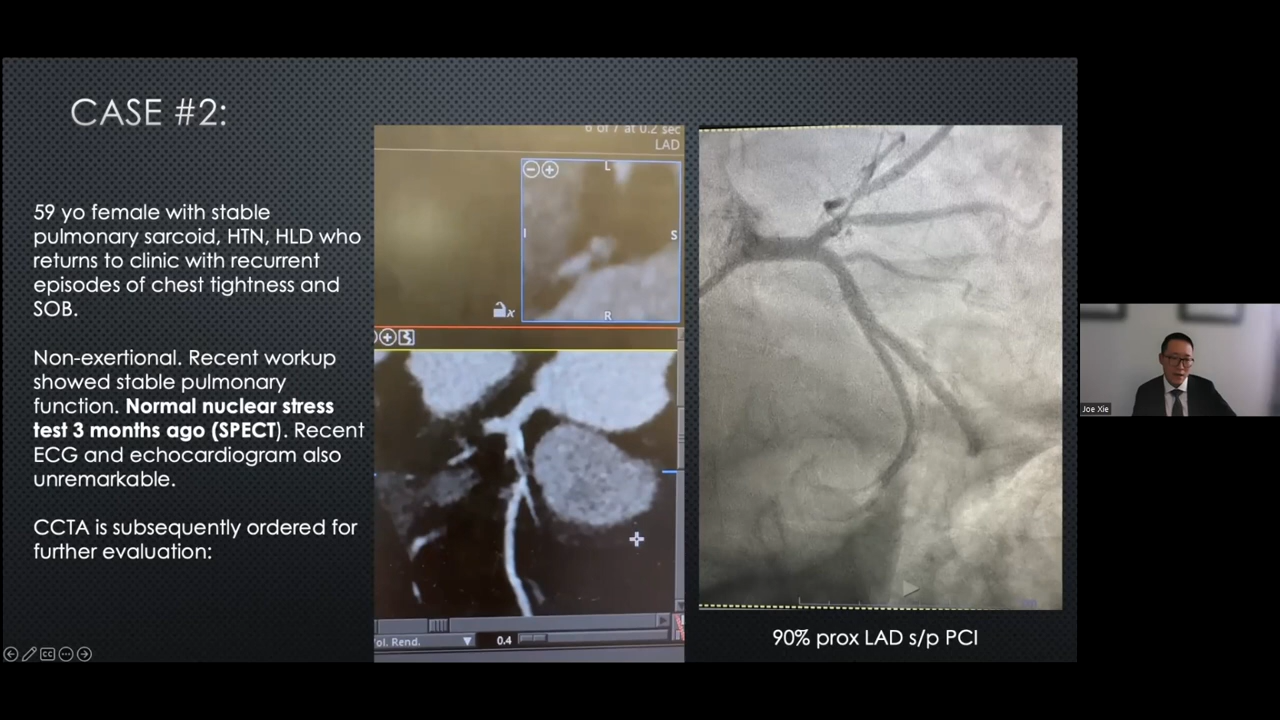 CASE #2:
59 yo female with stable
pulmonary sarcoid, HTN, HLD who
returns to clinic with recurrent
episodes of chest tightness and
SOB.
Non-exertional. Recent workup
showed stable pulmonary
function. Normal nuclear stress
test 3 months ago (SPECT). Recent
ECG and echocardiogram also
unremarkable.
CCTA is subsequently ordered for
further evaluation:
6 of 7 at 0.2 sec
LAD
L
I
S
x
R
ol. Rend.
0.4
90% prox LAD s/p PCI
CC
Joe Xie